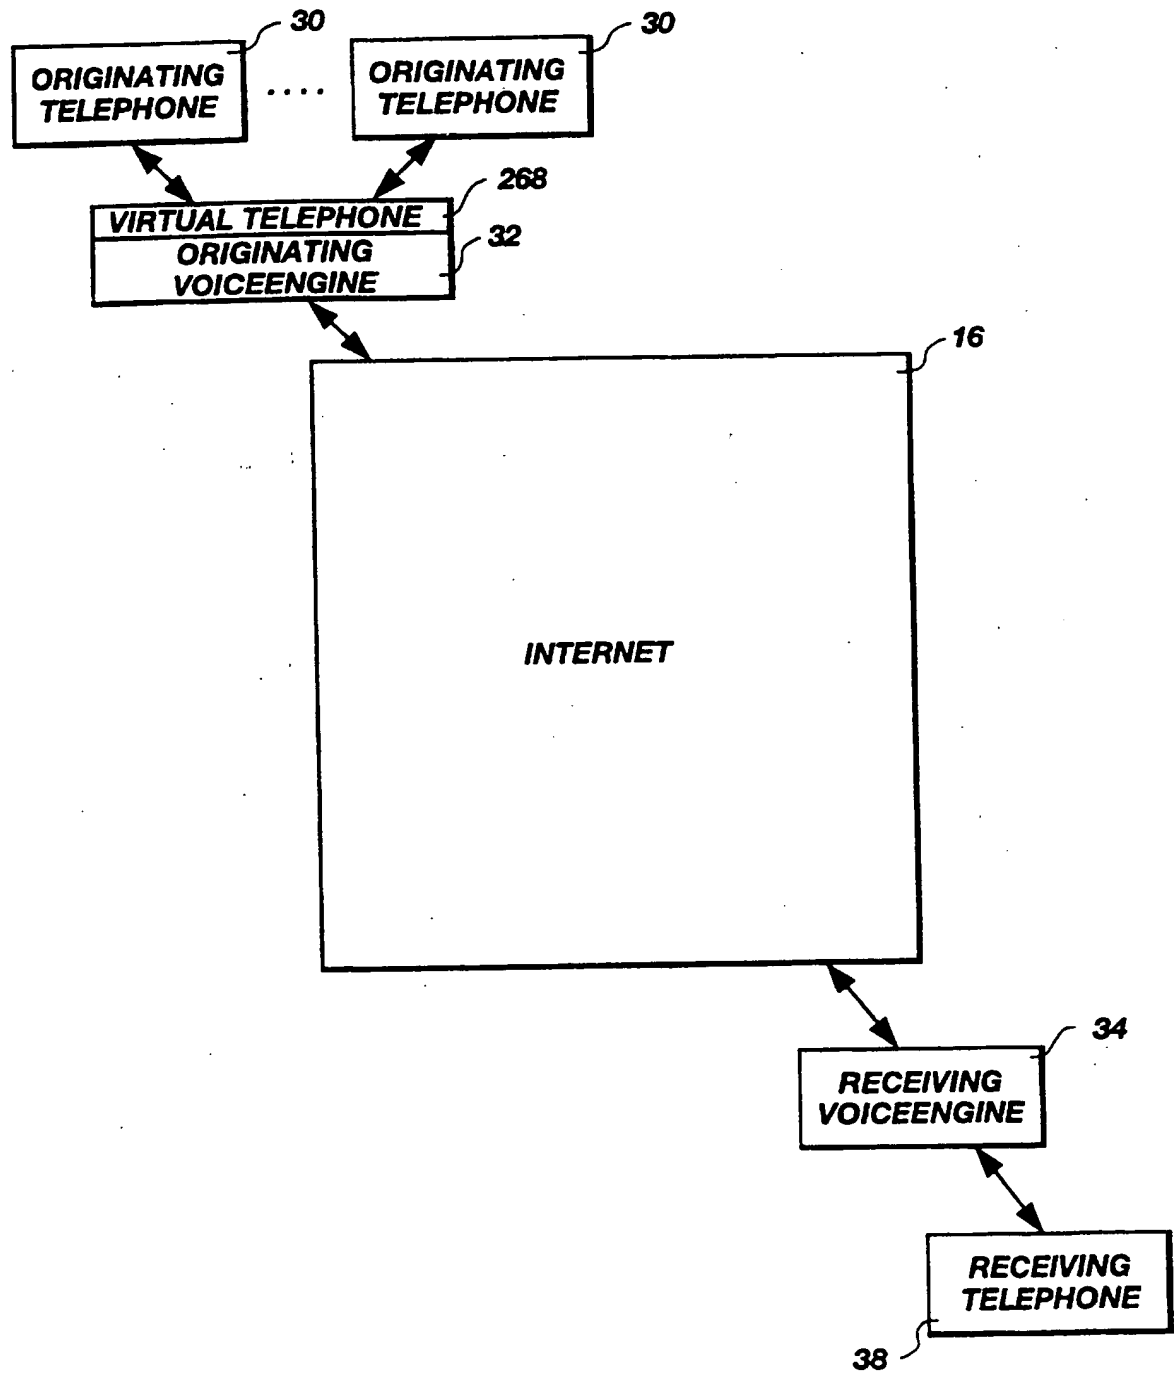 30
30
ORIGINATING
TELEPHONE
....
ORIGINATING
TELEPHONE
268
VIRTUAL TELEPHONE
32
ORIGINATING
VOICEENGINE
16
INTERNET
34
RECEIVING
VOICEENGINE
RECEIVING
TELEPHONE
38